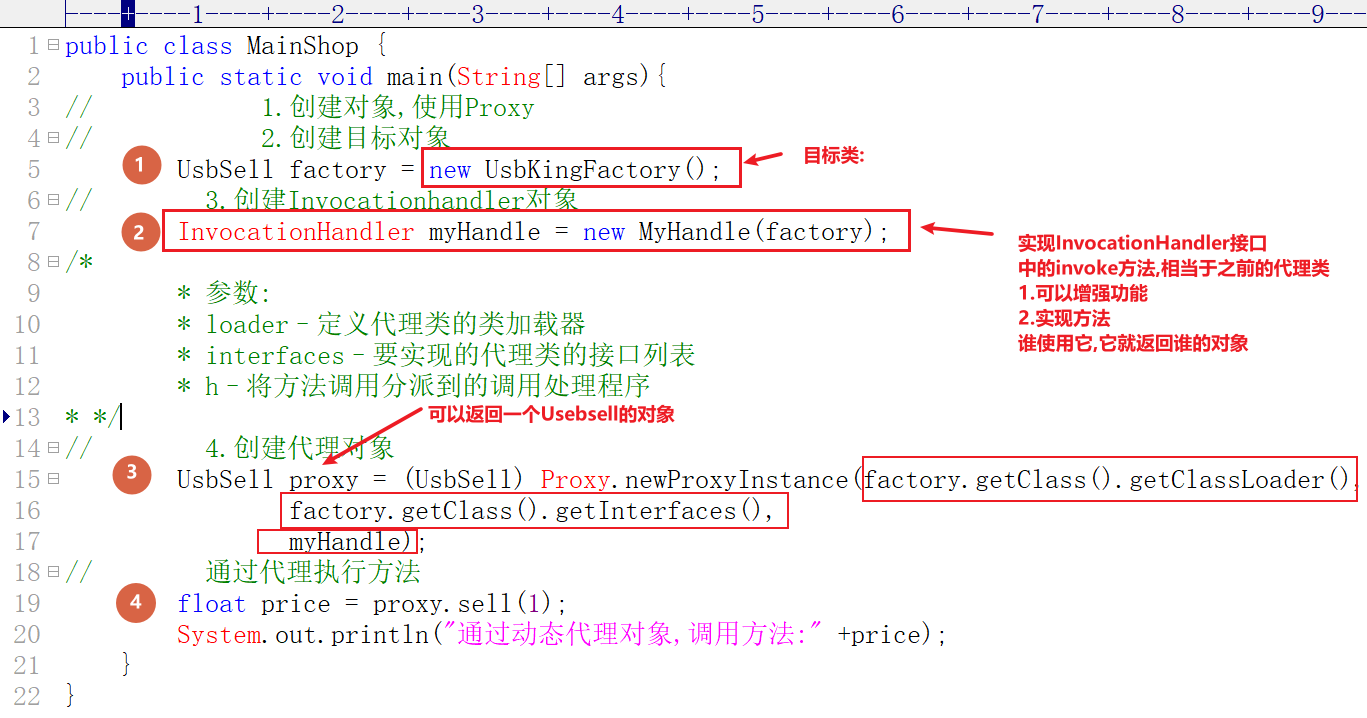 1 2 3 4 5 6 7 8 9
1 public class MainShop {
2 public static void main(String[] args){
3 // 1.创建对象,使用Proxy
4 // 2.创建目标对象
1
5 UsbSell factory = new UsbKingFactory();
目标类:
6 // 3.创建Invocationhandler对象
2
7 InvocationHandler myHandle = new MyHandle(factory);
实现InvocationHandler接口
中的invoke方法,相当于之前的代理类
1.可以增强功能
2.实现方法
谁使用它,它就返回谁的对象
8 /*
9 * 参数:
10 * loader - 定义代理类的类加载器
11 * interfaces - 要实现的代理类的接口列表
12 * h - 将方法调用分派到的调用处理程序
13 * */
可以返回一个Usebsell的对象
14 // 4.创建代理对象
3
15 UsbSell proxy = (UsbSell) Proxy.newProxyInstance(factory.getClass().getClassLoader(),
16 factory.getClass().getInterfaces(),
17 myHandle);
18 // 通过代理执行方法
4
19 float price = proxy.sell(1);
20 System.out.println("通过动态代理对象,调用方法:" +price);
21 }
22 }